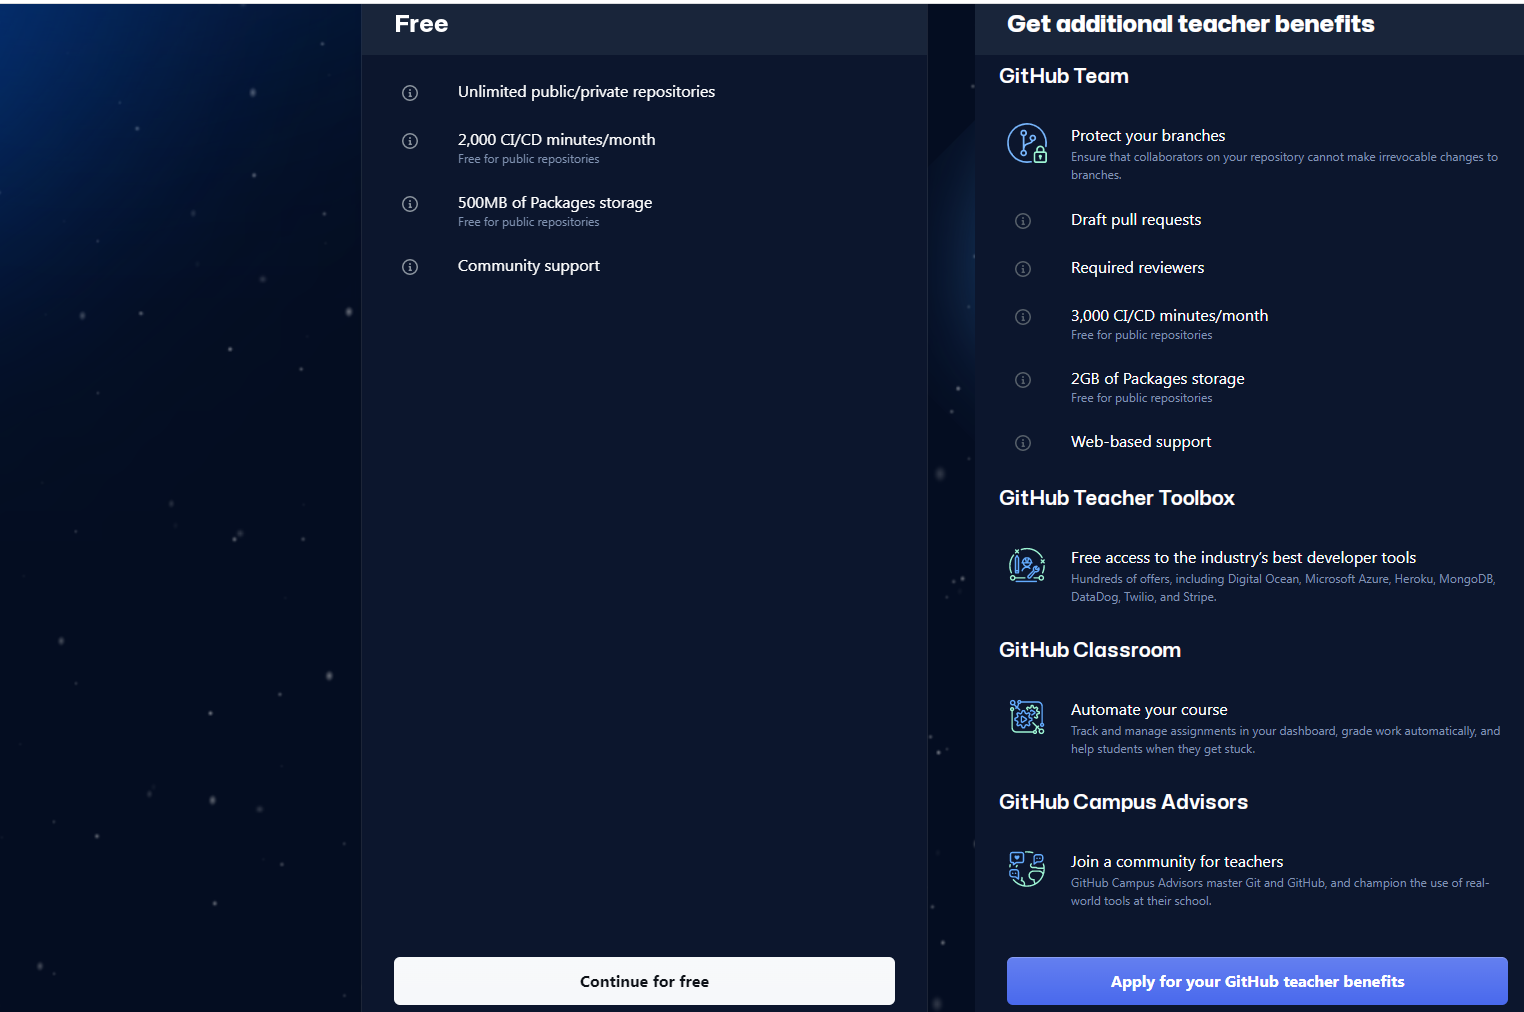 Free
Unlimited public/private repositories
2,000 CI/CD minutes/month
Free for public repositories
500MB of Packages storage
Free for public repositories
Community support
Continue for free
Get additional teacher benefits
GitHub Team
Protect your branches
Ensure that collaborators on your repository cannot make irrevocable changes to
branches.
Draft pull requests
Required reviewers
3,000 CI/CD minutes/month
Free for public repositories
2GB of Packages storage
Free for public repositories
Web-based support
GitHub Teacher Toolbox
Free access to the industry’s best developer tools
Hundreds of offers, including Digital Ocean, Microsoft Azure, Heroku, MongoDB,
DataDog, Twilio, and Stripe.
GitHub Classroom
Automate your course
Track and manage assignments in your dashboard, grade work automatically, and
help students when they get stuck.
GitHub Campus Advisors
Join a community for teachers
GitHub Campus Advisors master Git and GitHub, and champion the use of real-
world tools at their school.
Apply for your GitHub teacher benefits